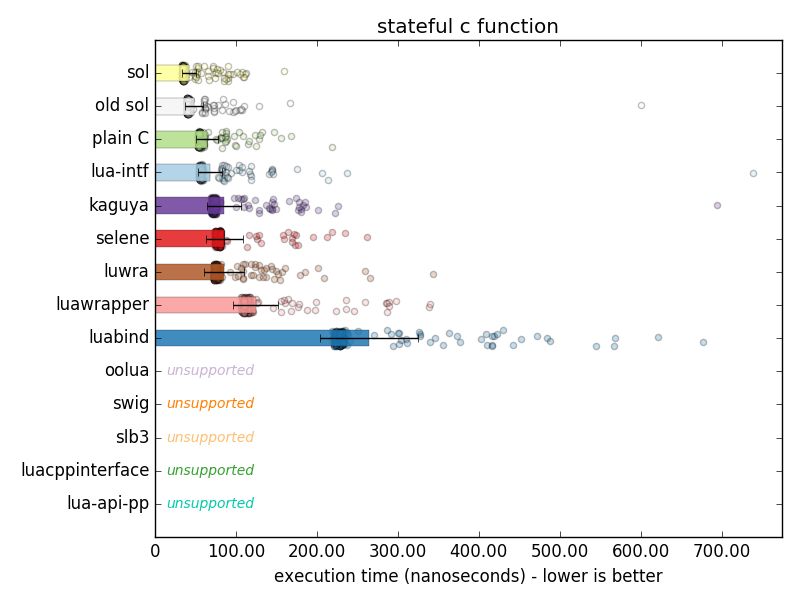 stateful c function
sol
old sol
plain C
lua-intf
kaguya
selene
luwra
luawrapper
luabind
oolua unsupported
swig unsupported
slb3 unsupported
luacppinterface unsupported
lua-api-pp unsupported
0 100.00 200.00 300.00 400.00 500.00 600.00 700.00
execution time (nanoseconds) - lower is better